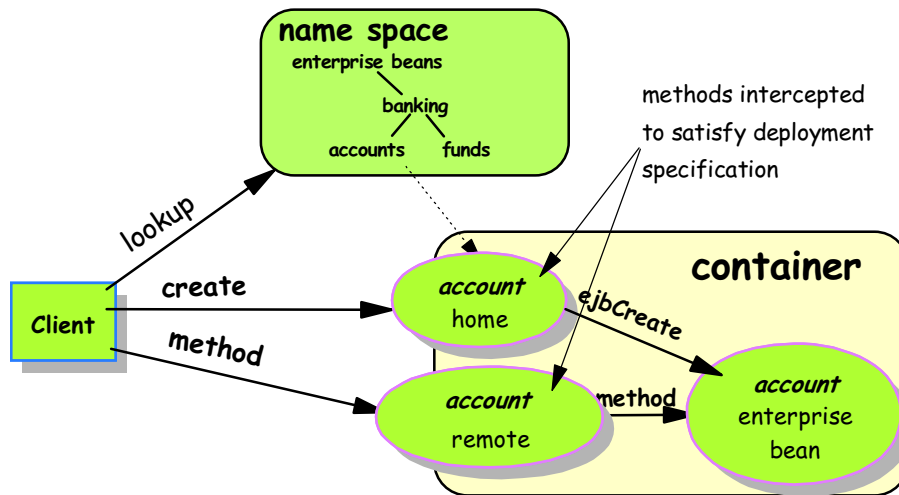 name space
enterprise beans
banking
accounts funds
methods intercepted
to satisfy deployment
specification
lookup
container
create
account
home
ejbCreate
Client
method
account
remote
method
account
enterprise
bean